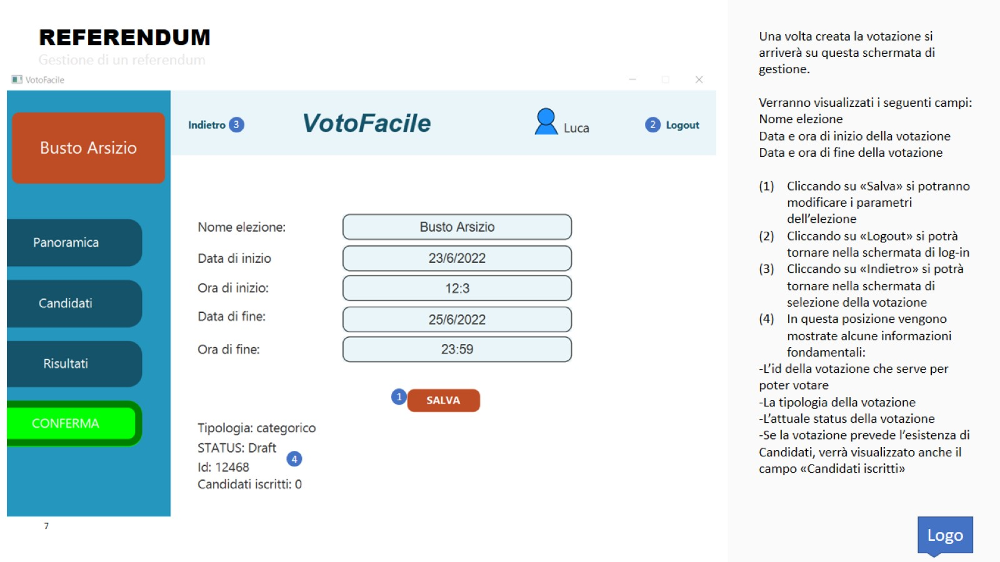 REFERENDUM
Gestione di un referendum
VotoFacile
Busto Arsizio
Indietro 3
VotoFacile
Luca
2 Logout
Panoramica
Candidati
Risultati
CONFERMA
Nome elezione: Busto Arsizio
Data di inizio 23/6/2022
Ora di inizio: 12:3
Data di fine: 25/6/2022
Ora di fine: 23:59
1 SALVA
Tipologia: categorico
STATUS: Draft
4
Id: 12468
Candidati iscritti: 0
7
Una volta creata la votazione si
arriverà su questa schermata di
gestione.
Verranno visualizzati i seguenti campi:
Nome elezione
Data e ora di inizio della votazione
Data e ora di fine della votazione
(1) Cliccando su «Salva» si potranno
modificare i parametri
dell’elezione
(2) Cliccando su «Logout» si potrà
tornare nella schermata di log-in
(3) Cliccando su «Indietro» si potrà
tornare nella schermata di
selezione della votazione
(4) In questa posizione vengono
mostrate alcune informazioni
fondamentali:
-L’id della votazione che serve per
poter votare
-La tipologia della votazione
-L’attuale status della votazione
-Se la votazione prevede l’esistenza di
Candidati, verrà visualizzato anche il
campo «Candidati iscritti»
Logo